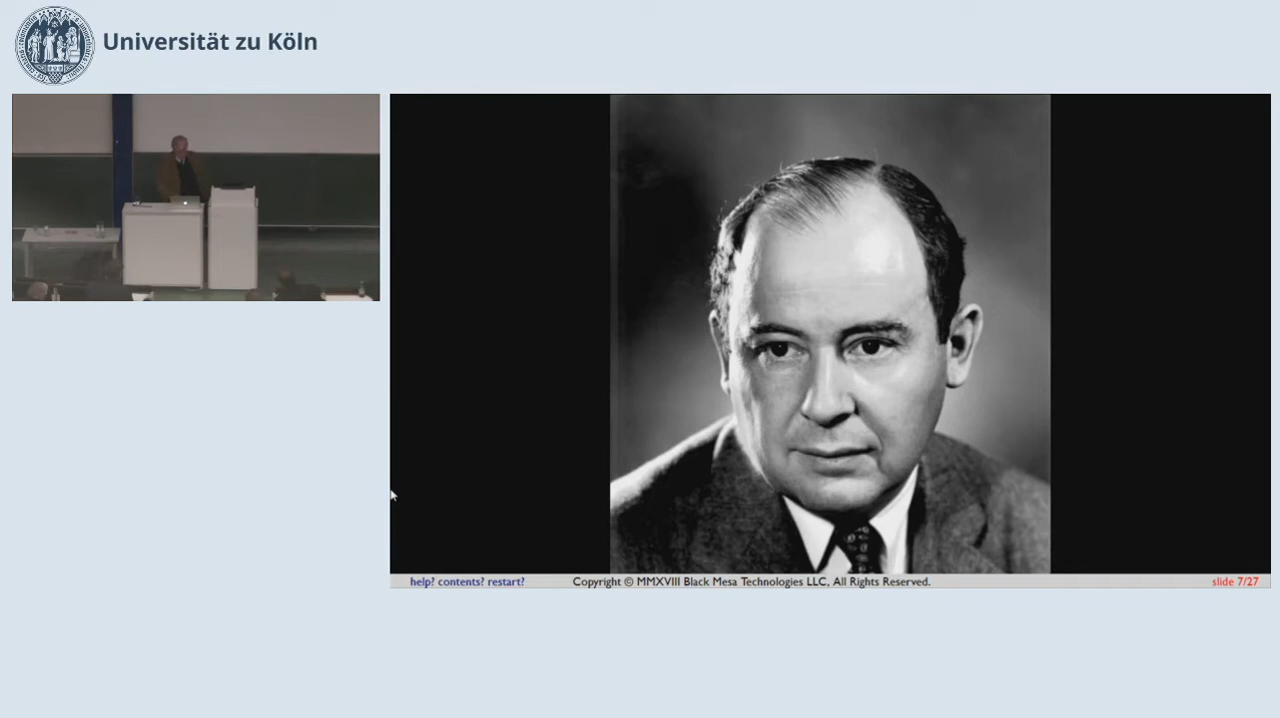 Universität zu Köln
help? contents? restart?
Copyright © MMXVIII Black Mesa Technologies LLC, All Rights Reserved.
slide 7/27